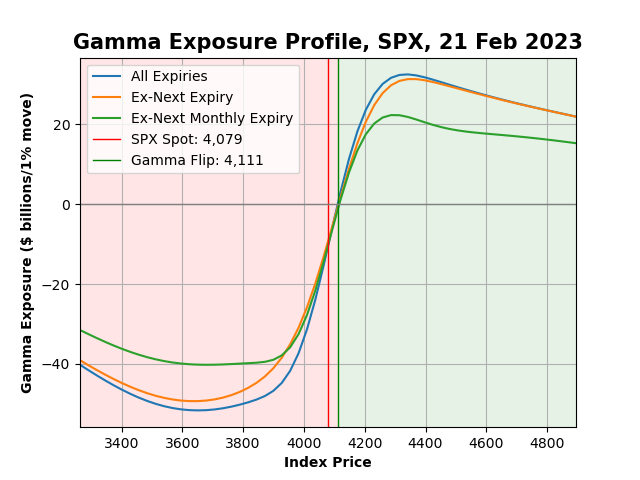 Gamma Exposure Profile, SPX, 21 Feb 2023
All Expiries
Ex-Next Expiry
Ex-Next Monthly Expiry
SPX Spot: 4,079
Gamma Flip: 4,111
Gamma Exposure ($ billions/1% move)
20
0
−20
−40
3400 3600 3800 4000 4200 4400 4600 4800
Index Price